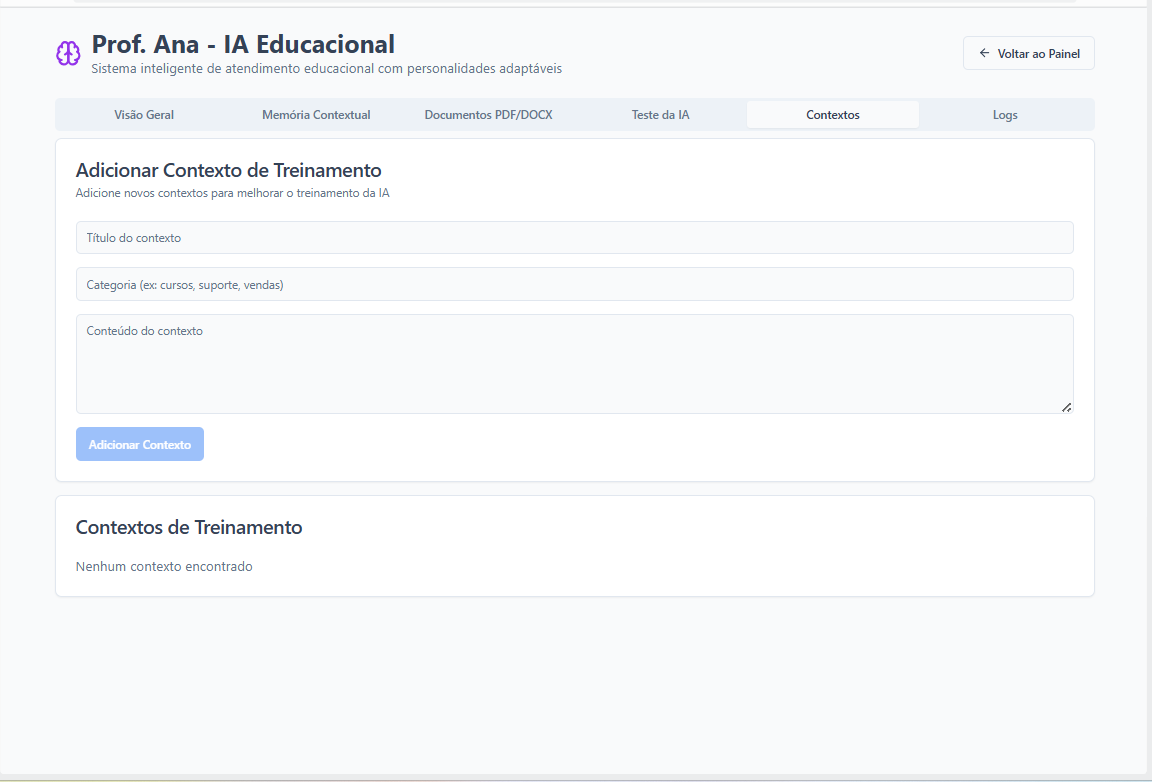 Prof. Ana - IA Educacional
Sistema inteligente de atendimento educacional com personalidades adaptáveis
Voltar ao Painel
Visão Geral
Memória Contextual
Documentos PDF/DOCX
Teste da IA
Contextos
Logs
Adicionar Contexto de Treinamento
Adicione novos contextos para melhorar o treinamento da IA
Título do contexto
Categoria (ex: cursos, suporte, vendas)
Conteúdo do contexto
Adicionar Contexto
Contextos de Treinamento
Nenhum contexto encontrado